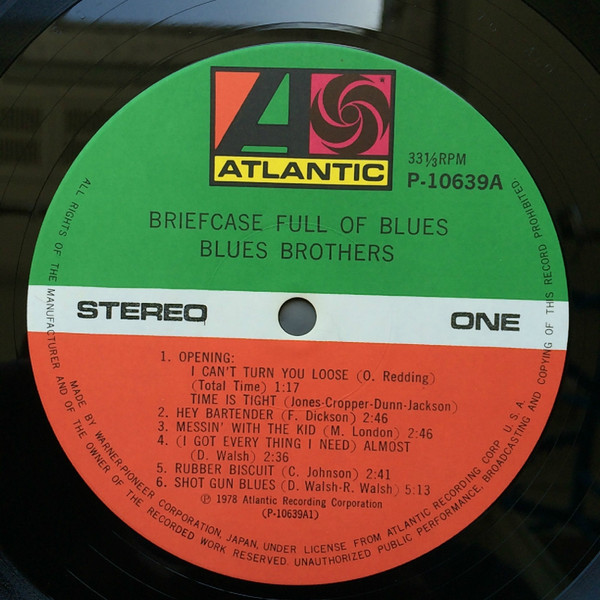 ATLANTIC
33⅓RPM
P-10639A
BRIEFCASE FULL OF BLUES
BLUES BROTHERS
STEREO
ONE
1. OPENING:
I CAN'T TURN YOU LOOSE (O. Redding)
(Total Time) 1:17
TIME IS TIGHT (Jones-Cropper-Dunn-Jackson)
2. HEY BARTENDER (F. Dickson) 2:46
3. MESSIN' WITH THE KID (M. London) 2:46
4. (I GOT EVERY THING I NEED) ALMOST
(D. Walsh) 2:36
5. RUBBER BISCUIT (C. Johnson) 2:41
6. SHOT GUN BLUES (D. Walsh-R. Walsh) 5:13
℗ 1978 Atlantic Recording Corporation
(P-10639A1)
MADE BY WARNER-PIONEER CORPORATION, JAPAN, UNDER LICENSE FROM ATLANTIC RECORDING CORP. U.S.A.
ALL RIGHTS OF THE MANUFACTURER AND OF THE OWNER OF THE RECORDED WORK RESERVED. UNAUTHORIZED PUBLIC PERFORMANCE, BROADCASTING AND COPYING OF THS RECORD PROHIBITED.